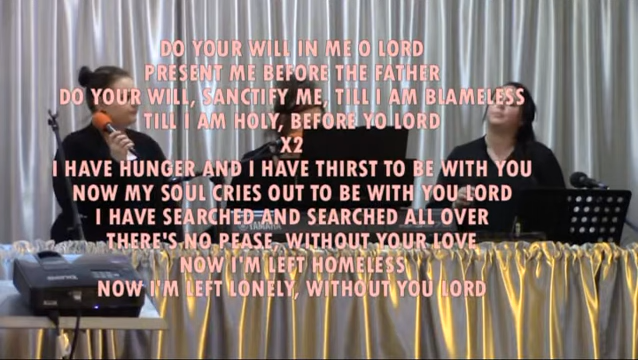 DO YOUR WILL IN ME O LORD
PRESENT ME BEFORE THE FATHER
DO YOUR WILL, SANCTIFY ME, TILL I AM BLAMELESS
TILL I AM HOLY, BEFORE YO LORD
X2
I HAVE HUNGER AND I HAVE THIRST TO BE WITH YOU
NOW MY SOUL CRIES OUT TO BE WITH YOU LORD
I HAVE SEARCHED AND SEARCHED ALL OVER
YAMAHA
THERE'S NO PEASE, WITHOUT YOUR LOVE
NOW I'M LEFT HOMELESS
NOW I'M LEFT LONELY, WITHOUT YOU LORD
BenQ